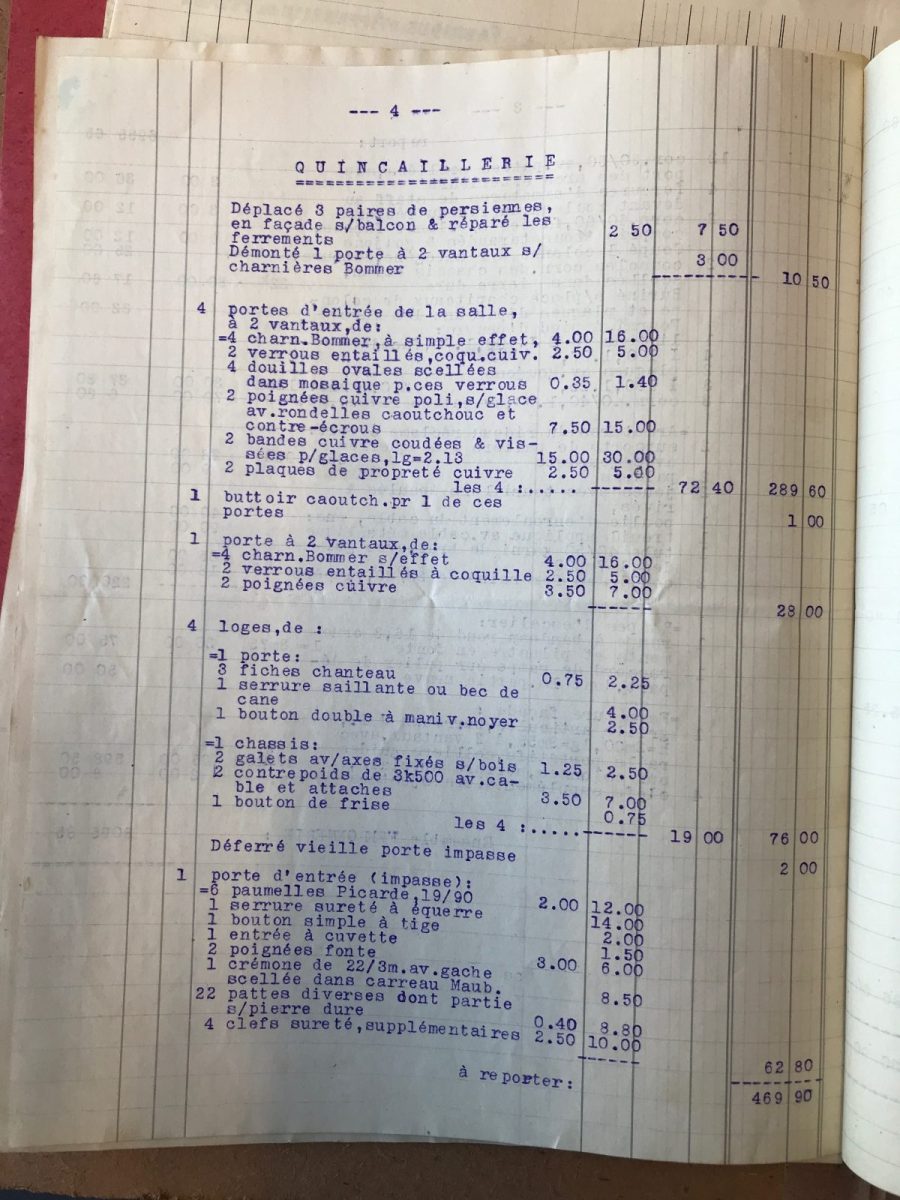 --- 4 ---
QUINCAILLERIE
Déplacé 3 paires de persiennes,
en façade s/balcon & réparé les 2 50 7 50
ferrements
Démonté 1 porte à 2 vantaux s/ 3 00
charnières Bommer 10 50
4 portes d'entrée de la salle,
à 2 vantaux,de:
=4 charn.Bommer,à simple effet, 4.00 16.00
2 verrous entaillés,coqu.cuiv. 2.50 5.00
4 douilles ovales scellées
dans mosaique p.ces verrous 0.35 1.40
2 poignées cuivre poli,s/glace
av.rondelles caoutchouc et
contre-écrous 7.50 15.00
2 bandes cuivre coudées & vis-
sées p/glaces,lg=2.13 15.00 30.00
2 plaques de propreté cuivre 2.50 5.00
les 4 :..... ------ 72 40 289 60
1 buttoir caoutch.pr 1 de ces
portes 1 00
1 porte à 2 vantaux,de:
=4 charn.Bommer s/effet 4.00 16.00
2 verrous entaillés à coquille 2.50 5.00
2 poignées cuivre 3.50 7.00
------ 28 00
4 loges,de :
=1 porte:
3 fiches chanteau 0.75 2.25
1 serrure saillante ou bec de
cane 4.00
1 bouton double à maniv.noyer 2.50
=1 chassis:
2 galets av/axes fixés s/bois 1.25 2.50
2 contrepoids de 3k500 av.ca-
ble et attaches 3.50 7.00
1 bouton de frise 0.75
les 4 :.....------ 19 00 76 00
Déferré vieille porte impasse 2 00
1 porte d'entrée (impasse):
=6 paumelles Picarde,19/90 2.00 12.00
1 serrure sureté à équerre 14.00
1 bouton simple à tige 2.00
1 entrée à cuvette 1.50
2 poignées fonte 3.00 6.00
1 crémone de 22/3m.av.gache
scellée dans carreau Maub. 8.50
22 pattes diverses dont partie
s/pierre dure 0.40 8.80
4 clefs sureté,supplémentaires 2.50 10.00
------ 62 80
à reporter: 469 90